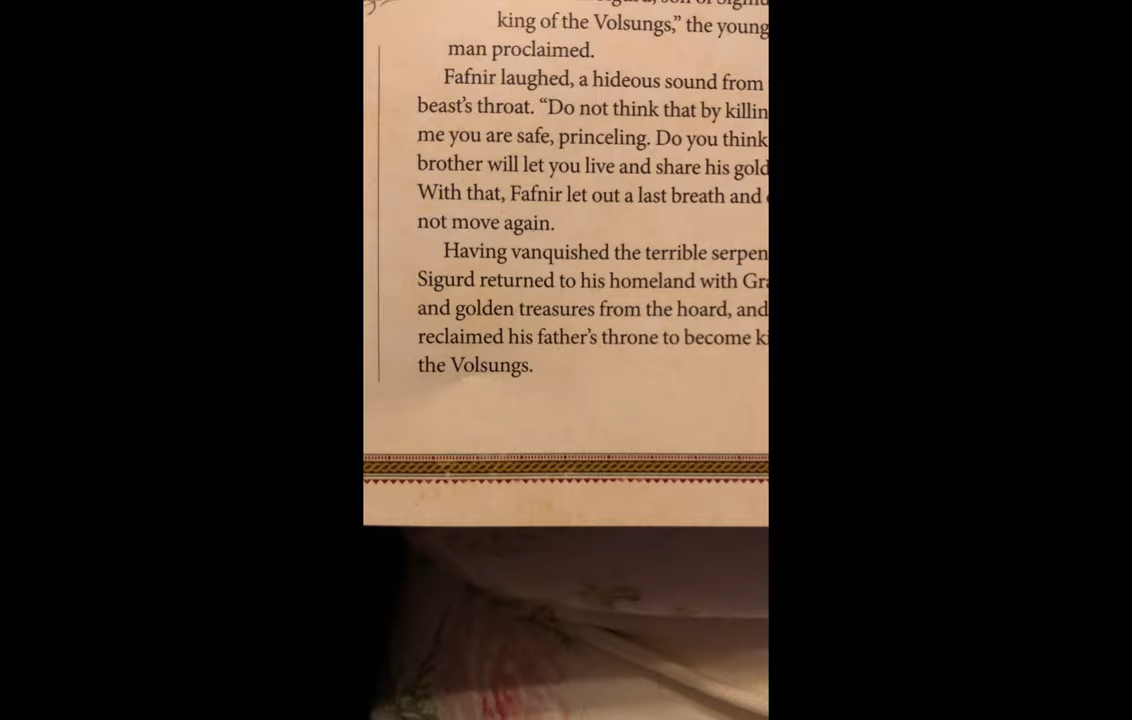 king of the Volsungs,” the young
man proclaimed.
Fafnir laughed, a hideous sound from
beast’s throat. “Do not think that by killin
me you are safe, princeling. Do you think
brother will let you live and share his gold
With that, Fafnir let out a last breath and
not move again.
Having vanquished the terrible serpen
Sigurd returned to his homeland with Gra
and golden treasures from the hoard, and
reclaimed his father’s throne to become ki
the Volsungs.